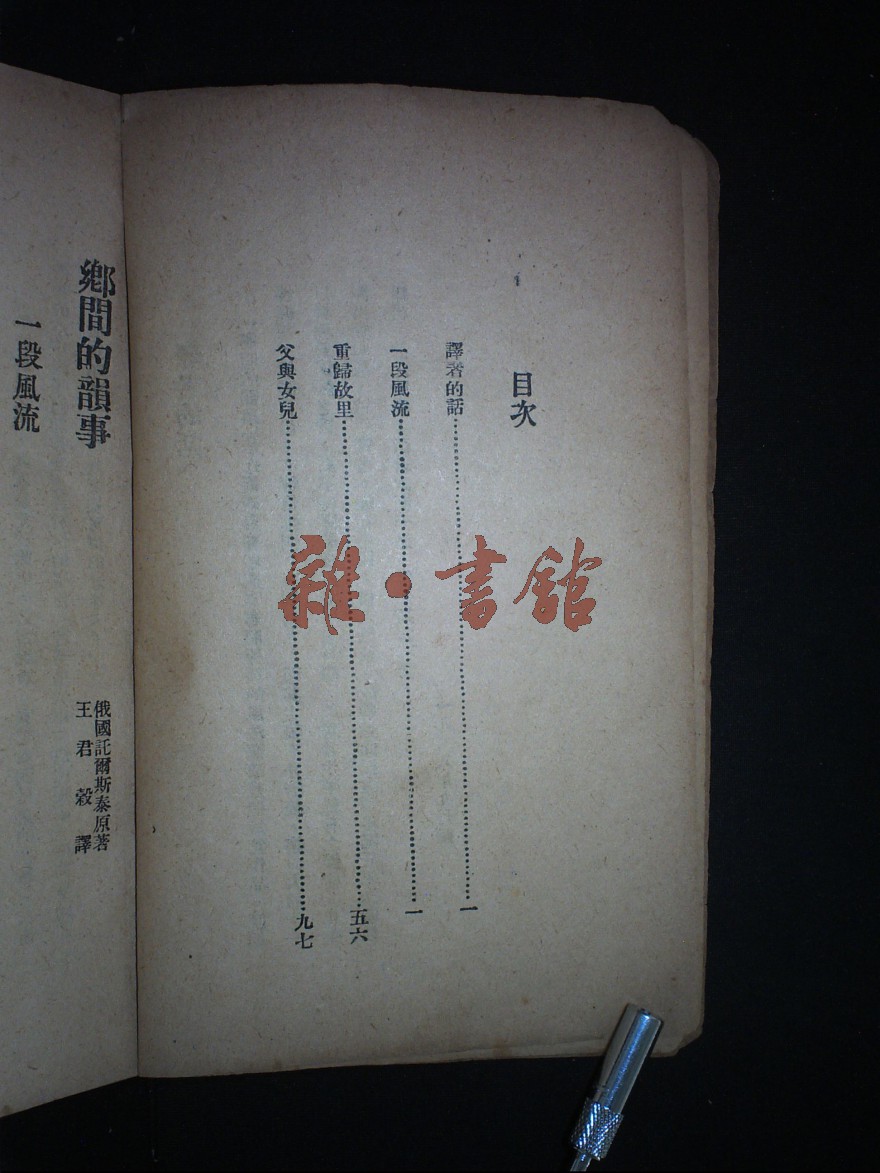 目次
譯者的話……一
一段風流……一
重歸故里……五六
父與女兒……九七
鄉間的韻事
俄國託爾斯泰原著
王君穀譯
一段風流
雜·書館